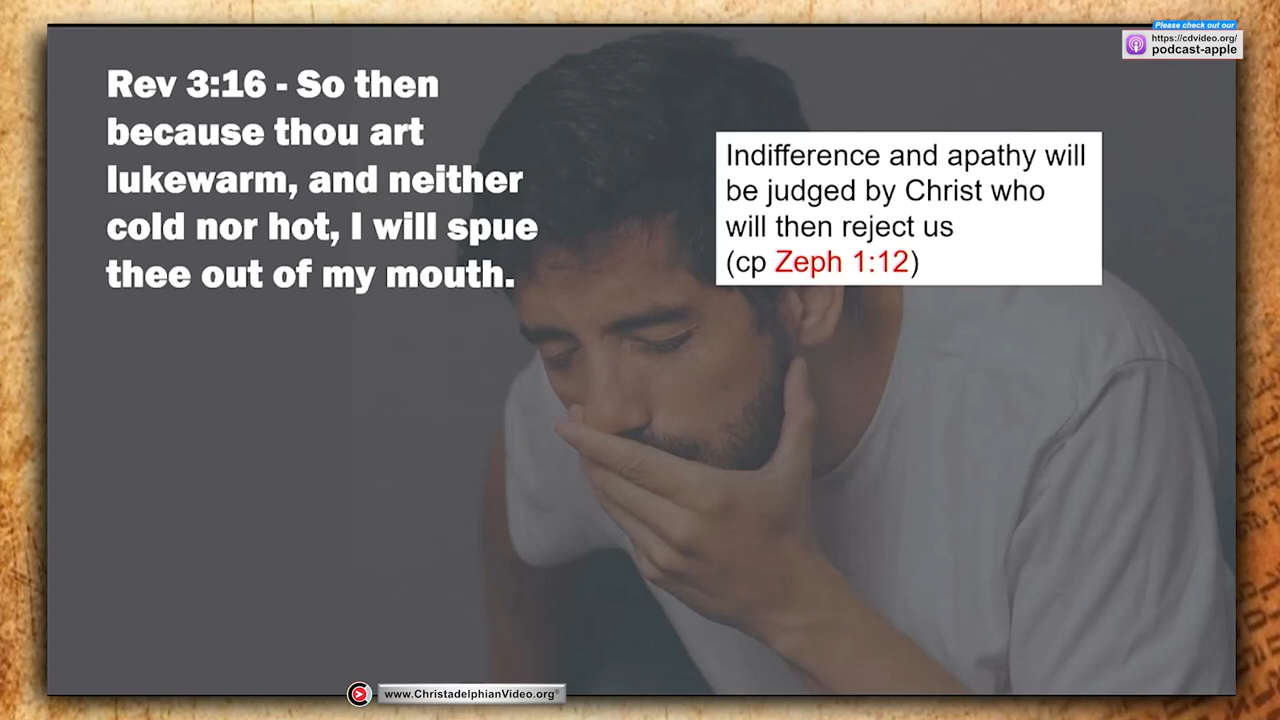 Please check out our
https://cdvideo.org/
podcast-apple
Rev 3:16 - So then
because thou art
lukewarm, and neither
cold nor hot, I will spue
thee out of my mouth.
Indifference and apathy will
be judged by Christ who
will then reject us
(cp Zeph 1:12)
www.ChristadelphianVideo.org